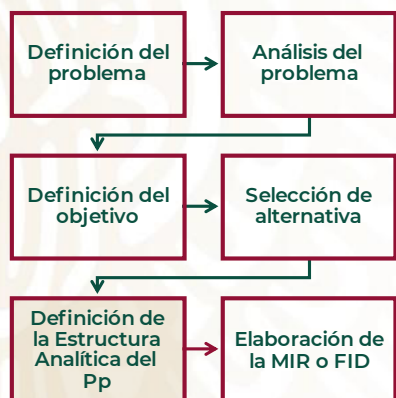 Definición del
problema
Análisis del
problema
Definición del
objetivo
Selección de
alternativa
Definición de
la Estructura
Analítica del
Pp
Elaboración de
la MIR o FID